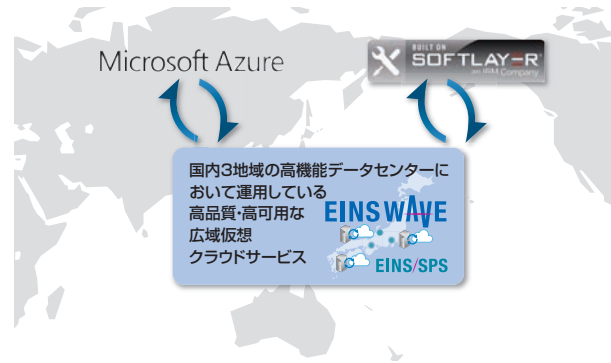 Microsoft Azure
BUILT ON
SOFTLAYER
an IBM Company
国内3地域の高機能データセンターに
おいて運用している
高品質・高可用な
広域仮想
クラウドサービス
EINS WAVE
EINS/SPS